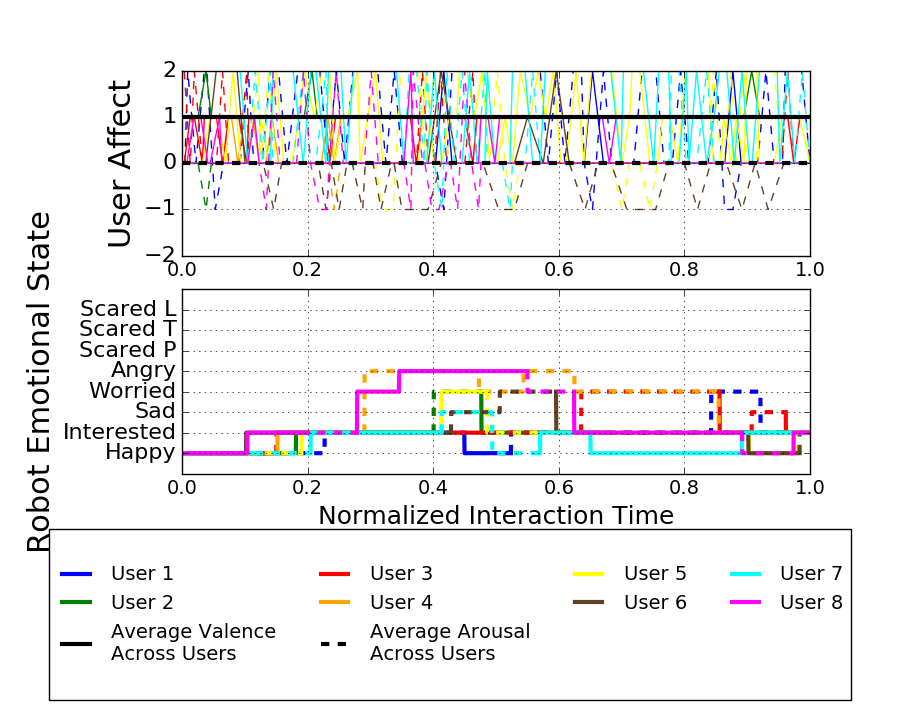 User Affect
2
1
0
−1
−2
0.0 0.2 0.4 0.6 0.8 1.0
Robot Emotional State
Scared L
Scared T
Scared P
Angry
Worried
Sad
Interested
Happy
0.0 0.2 0.4 0.6 0.8 1.0
Normalized Interaction Time
User 1 User 3 User 5 User 7
User 2 User 4 User 6 User 8
Average Valence Average Arousal
Across Users Across Users